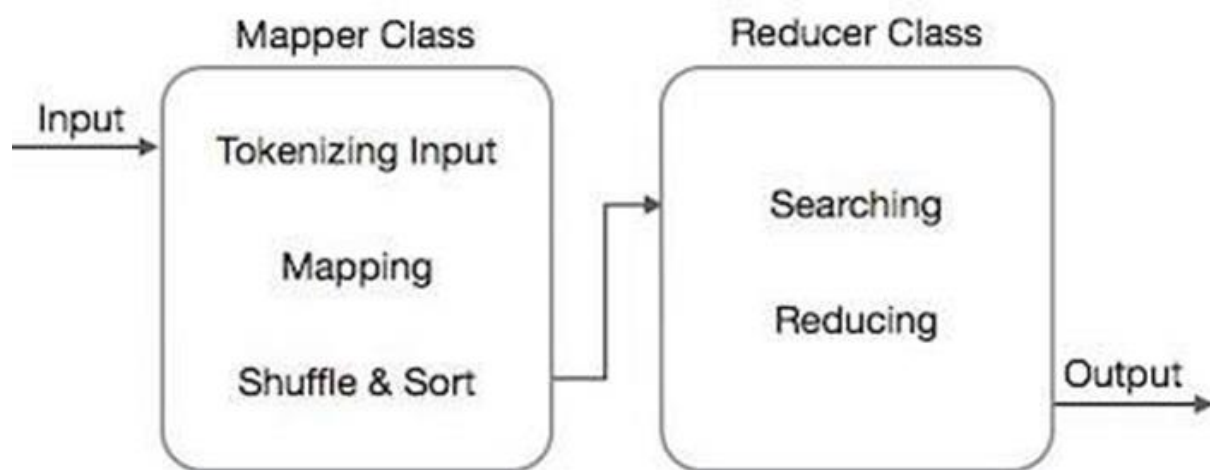 Mapper Class
Reducer Class
Input
Tokenizing Input
Mapping
Shuffle & Sort
Searching
Reducing
Output